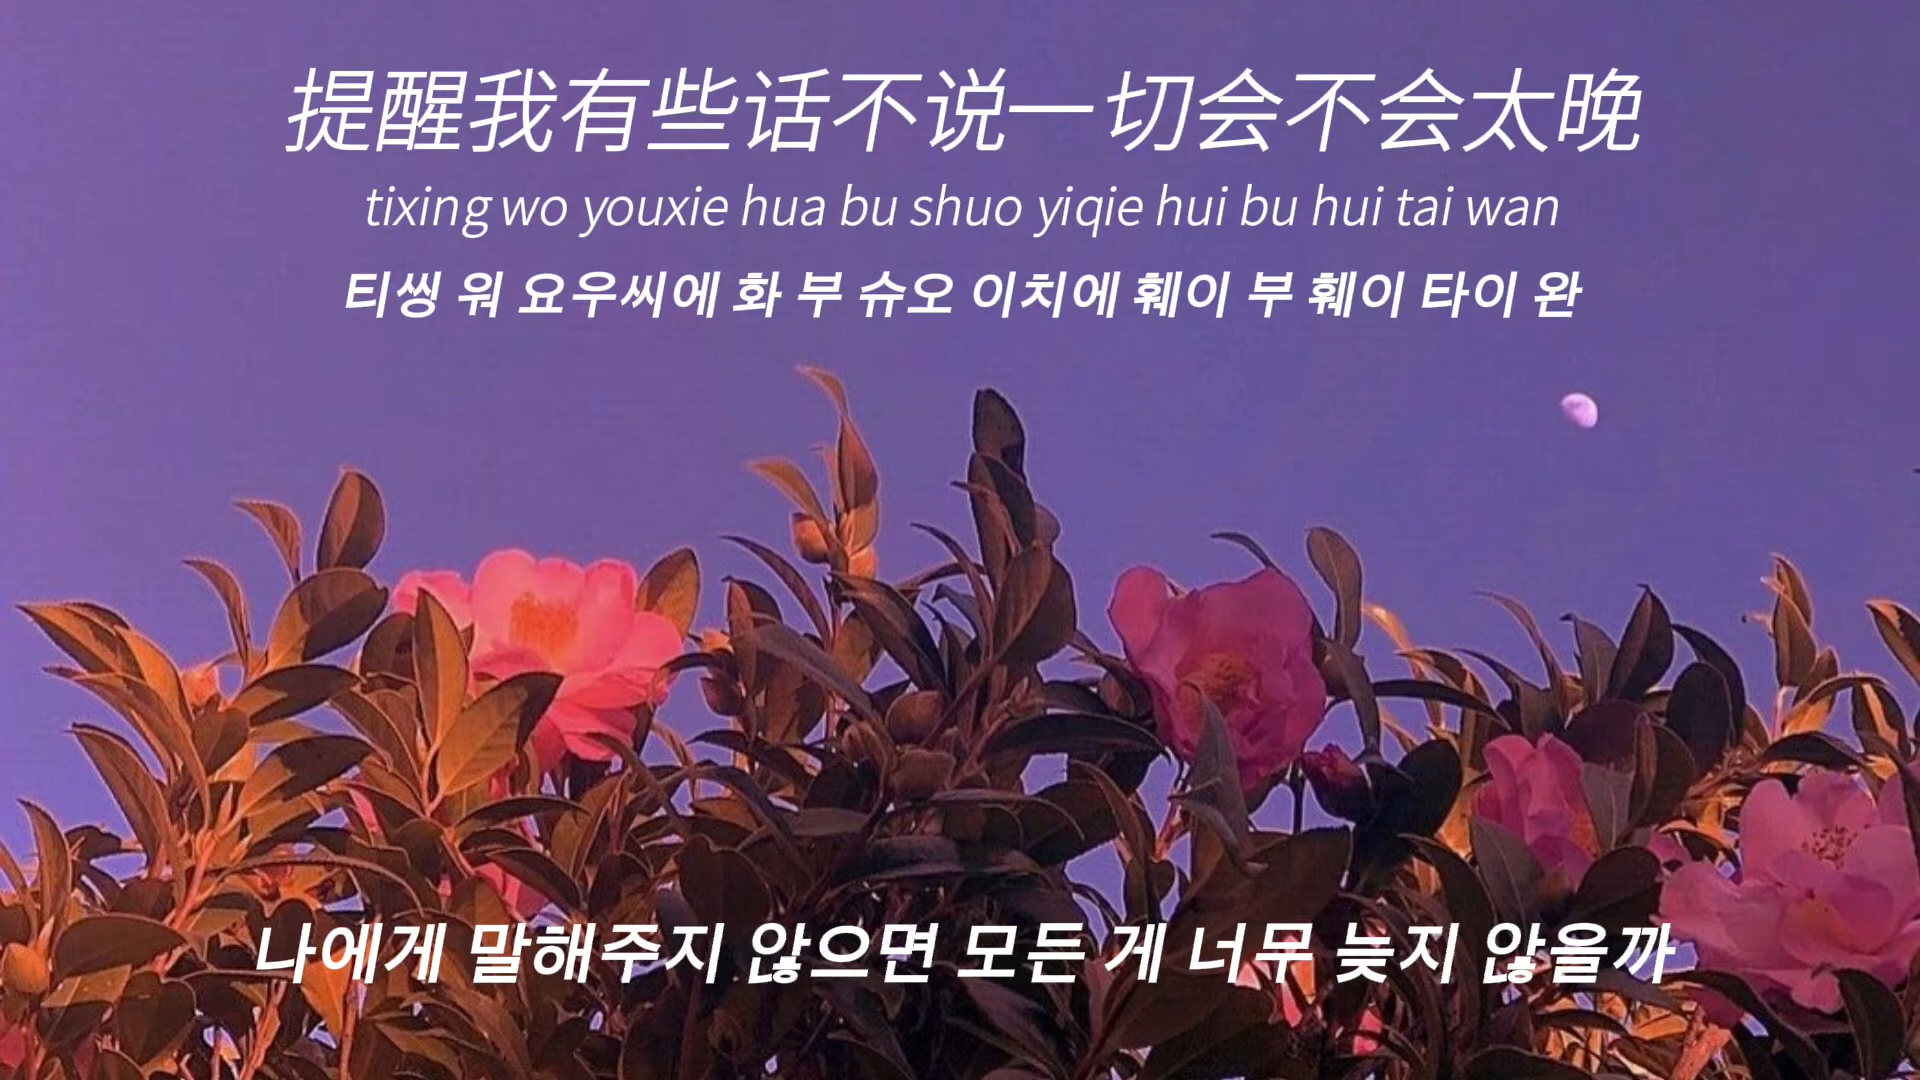 提醒我有些话不说一切会不会太晚
tixing wo youxie hua bu shuo yiqie hui bu hui tai wan
티씽 워 요우씨에 화 부 슈오 이치에 훼이 부 훼이 타이 완
나에게 말해주지 않으면 모든 게 너무 늦지 않을까